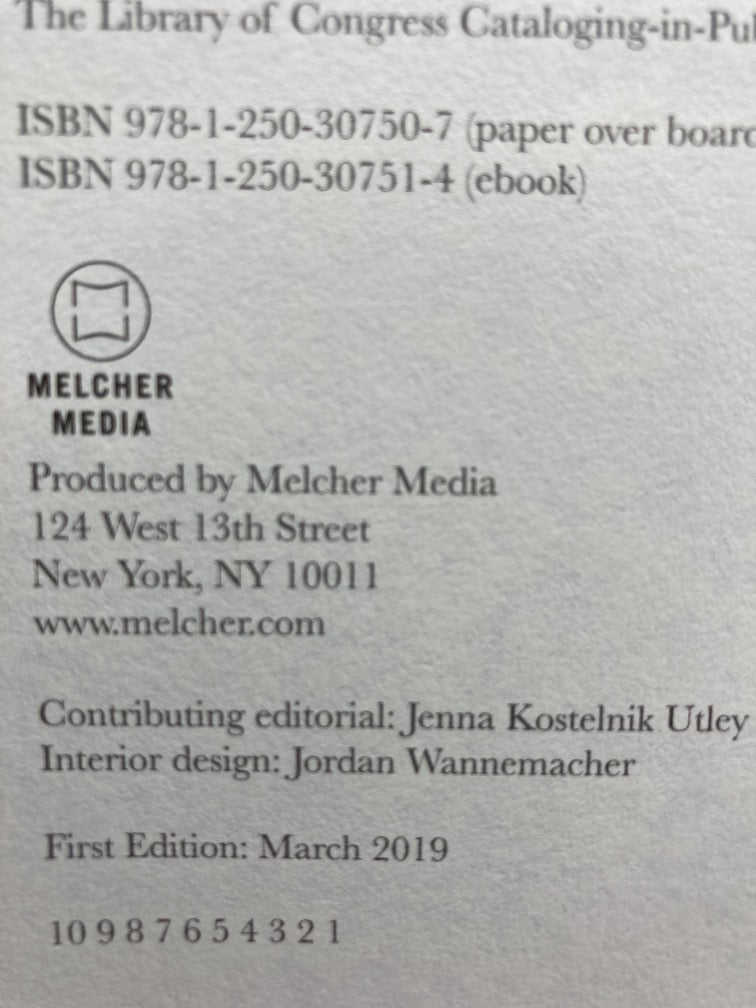 The Library of Congress Cataloging-in-Pu
ISBN 978-1-250-30750-7 (paper over board
ISBN 978-1-250-30751-4 (ebook)
MELCHER
MEDIA
Produced by Melcher Media
124 West 13th Street
New York, NY 10011
www.melcher.com
Contributing editorial: Jenna Kostelnik Utley
Interior design: Jordan Wannemacher
First Edition: March 2019
10 9 8 7 6 5 4 3 2 1